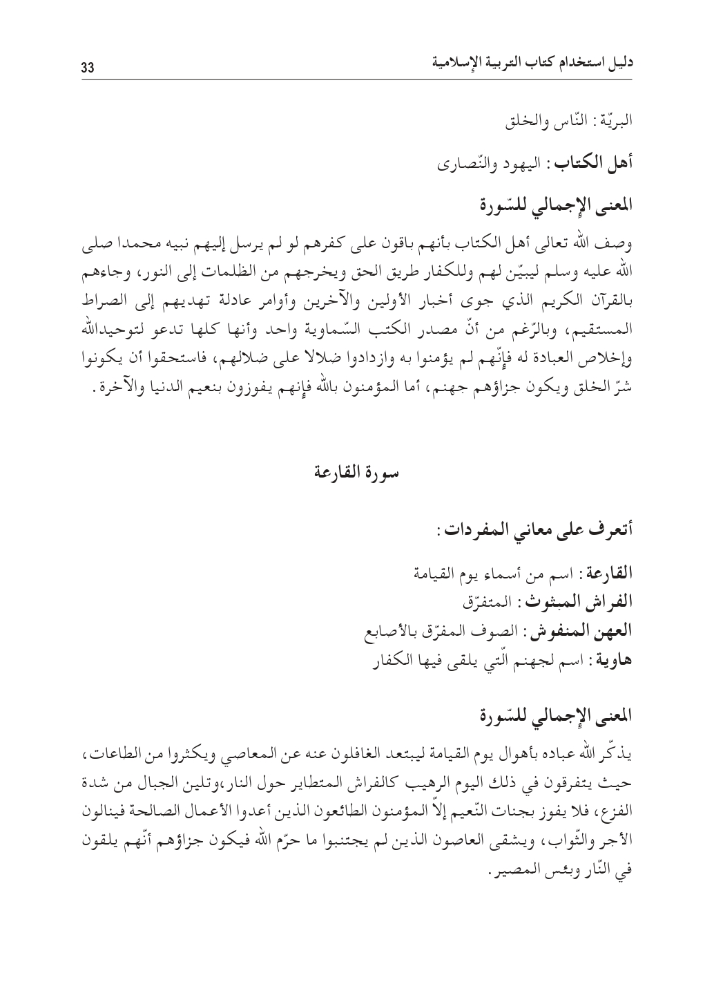 دليل استخدام كتاب التربية الإسلامية 33
البريّة : النّاس والخلق
أهل الكتاب : اليهود والنّصارى
المعنى الإجمالي للسّورة
وصف الله تعالى أهل الكتاب بأنهم باقون على كفرهم لو لم يرسل إليهم نبيه محمدا صلى
الله عليه وسلم ليبيّن لهم وللكفار طريق الحق ويخرجهم من الظلمات إلى النور، وجاءهم
بالقرآن الكريم الذي جوى أخبار الأولين والآخرين وأوامر عادلة تهديهم إلى الصراط
المستقيم، وبالرّغم من أنّ مصدر الكتب السّماوية واحد وأنها كلها تدعو لتوحيدالله
وإخلاص العبادة له فإنّهم لم يؤمنوا به وازدادوا ضلالا على ضلالهم، فاستحقوا أن يكونوا
شرّ الخلق ويكون جزاؤهم جهنم، أما المؤمنون بالله فإنهم يفوزون بنعيم الدنيا والآخرة .
سورة القارعة
أتعرف على معاني المفردات :
القارعة : اسم من أسماء يوم القيامة
الفراش المبثوث : المتفرّق
العهن المنفوش : الصوف المفرّق بالأصابع
هاوية : اسم لجهنم الّتي يلقى فيها الكفار
المعنى الإجمالي للسّورة
يذكّر الله عباده بأهوال يوم القيامة ليبتعد الغافلون عنه عن المعاصي ويكثروا من الطاعات،
حيث يتفرقون في ذلك اليوم الرهيب كالفراش المتطاير حول النار،وتلين الجبال من شدة
الفزع، فلا يفوز بجنات النّعيم إلاّ المؤمنون الطائعون الذين أعدوا الأعمال الصالحة فينالون
الأجر والثّواب، ويشقى العاصون الذين لم يجتنبوا ما حرّم الله فيكون جزاؤهم أنّهم يلقون
في النّار وبئس المصير .